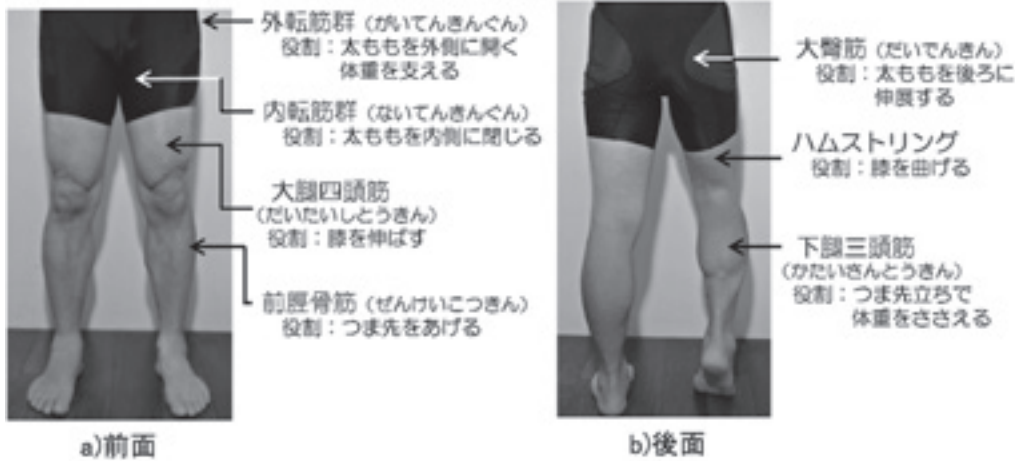 外転筋群（がいてんきんぐん）
役割：太ももを外側に開く
体重を支える
内転筋群（ないてんきんぐん）
役割：太ももを内側に閉じる
大腿四頭筋
（だいたいしとうきん）
役割：膝を伸ばす
前脛骨筋（ぜんけいこつきん）
役割：つま先をあげる
a)前面
大臀筋（だいでんきん）
役割：太ももを後ろに
伸展する
ハムストリング
役割：膝を曲げる
下腿三頭筋
（かたいさんとうきん）
役割：つま先立ちで
体重をささえる
b)後面